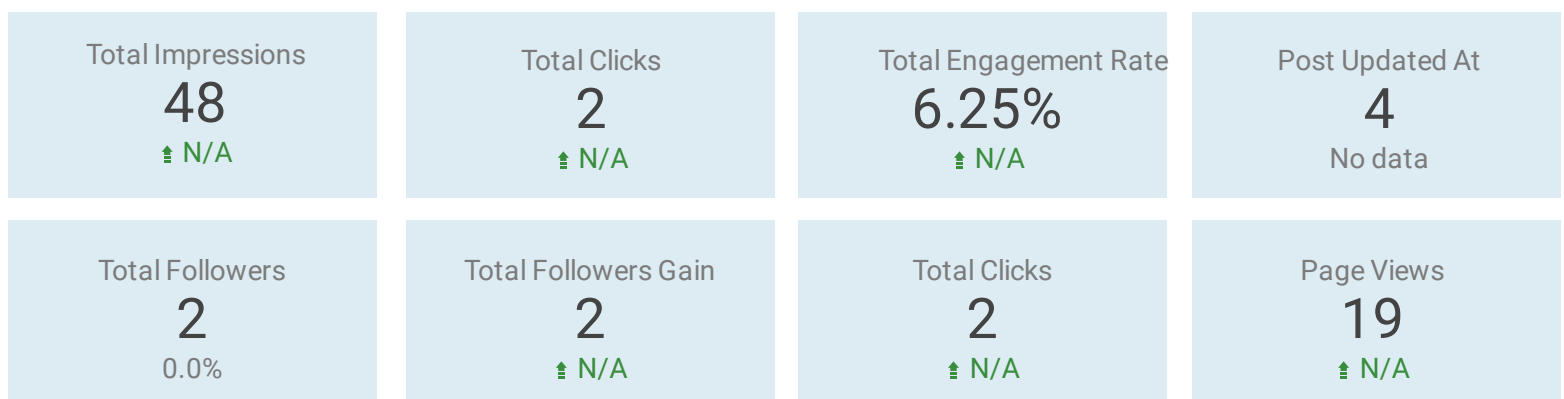 Total Impressions
48
N/A
Total Clicks
2
N/A
Total Engagement Rate
6.25%
N/A
Post Updated At
4
No data
Total Followers
2
0.0%
Total Followers Gain
2
N/A
Total Clicks
2
N/A
Page Views
19
N/A